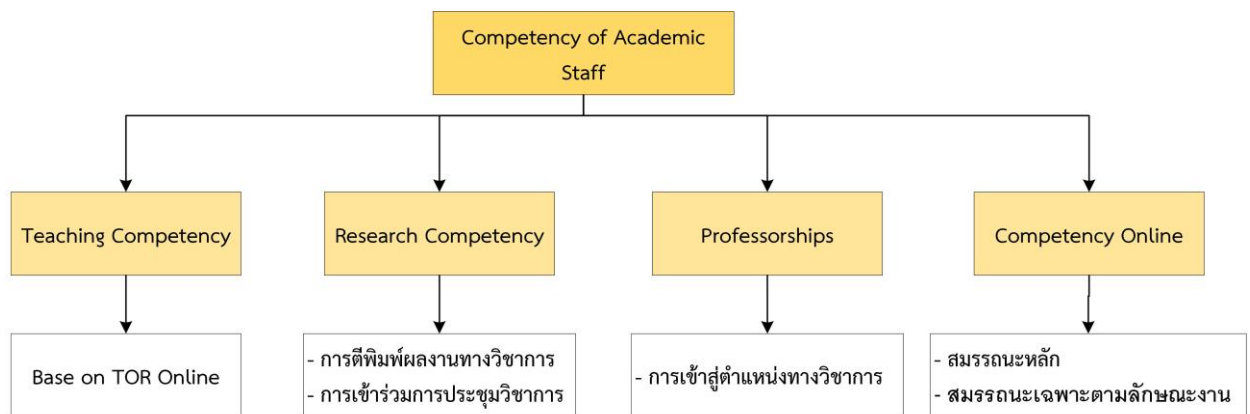 Competency of Academic
Staff
Teaching Competency
Research Competency
Professorships
Competency Online
Base on TOR Online
- การตีพิมพ์ผลงานทางวิชาการ
- การเข้าร่วมการประชุมวิชาการ
- การเข้าสู่ตำแหน่งทางวิชาการ
- สมรรถนะหลัก
- สมรรถนะเฉพาะตามลักษณะงาน